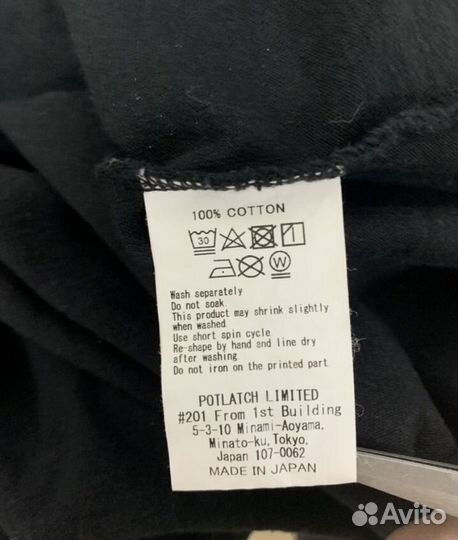 100% COTTON
30
W
Wash separately
Do not soak.
This product may shrink slightly
when washed.
Use short spin cycle.
Re-shape by hand and line dry
after washing.
Do not iron on the printed part.
POTLATCH LIMITED
#201 From 1st Building
5-3-10 Minami-Aoyama,
Minato-ku, Tokyo,
Japan 107-0062
MADE IN JAPAN
Avito